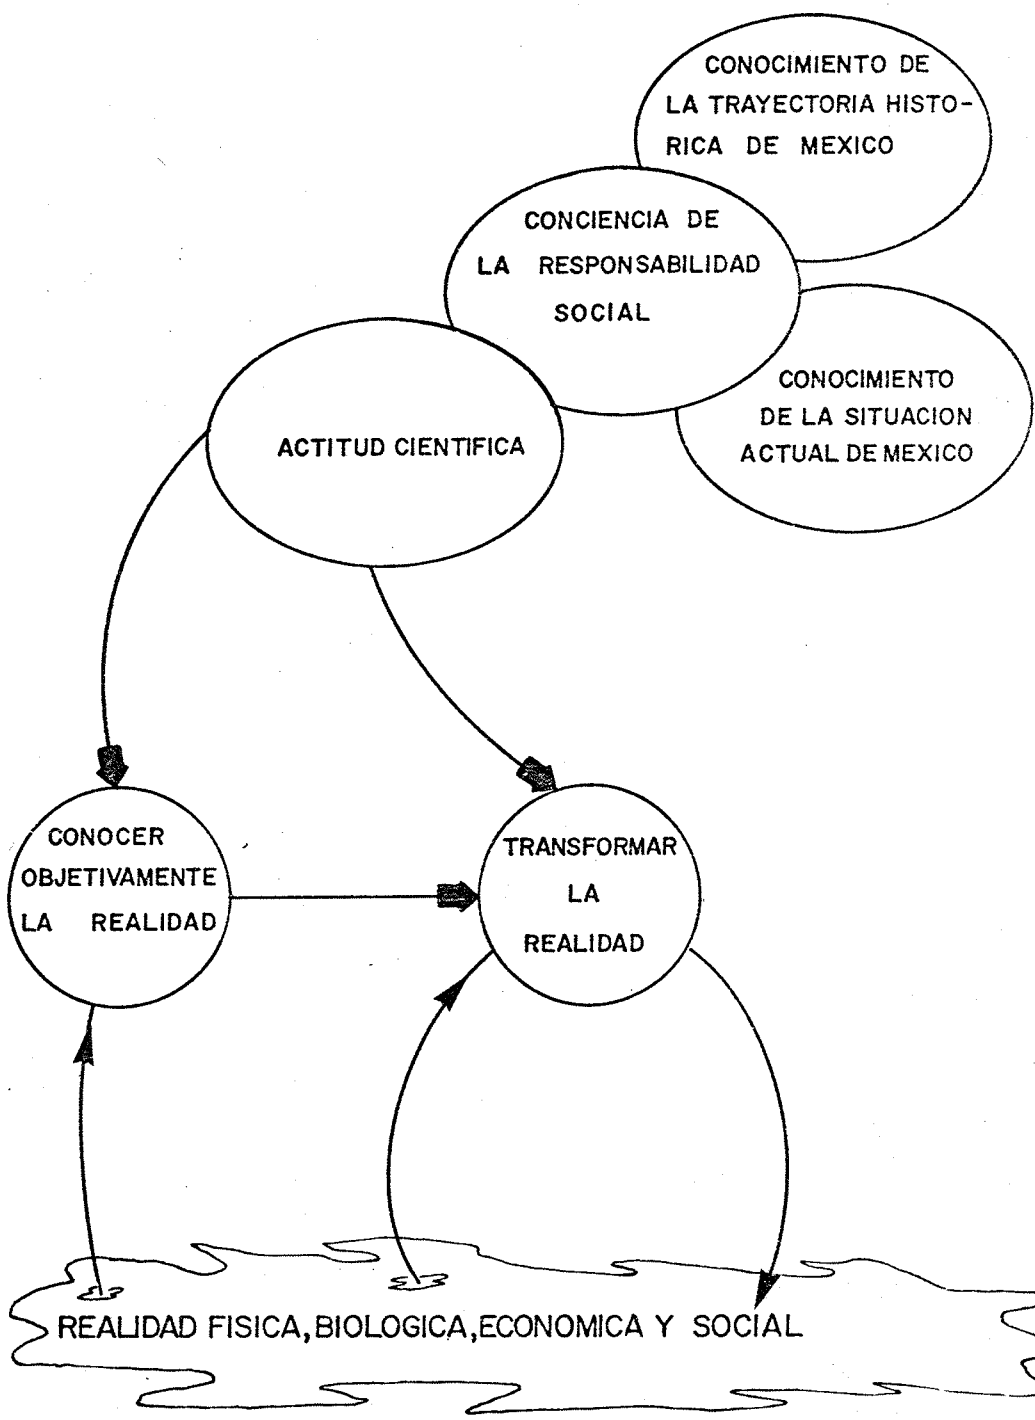 CONOCIMIENTO DE
LA TRAYECTORIA HISTO-
RICA DE MEXICO
CONCIENCIA DE
LA RESPONSABILIDAD
SOCIAL
CONOCIMIENTO
DE LA SITUACION
ACTUAL DE MEXICO
ACTITUD CIENTIFICA
CONOCER
OBJETIVAMENTE
LA REALIDAD
TRANSFORMAR
LA
REALIDAD
REALIDAD FISICA, BIOLOGICA, ECONOMICA Y SOCIAL